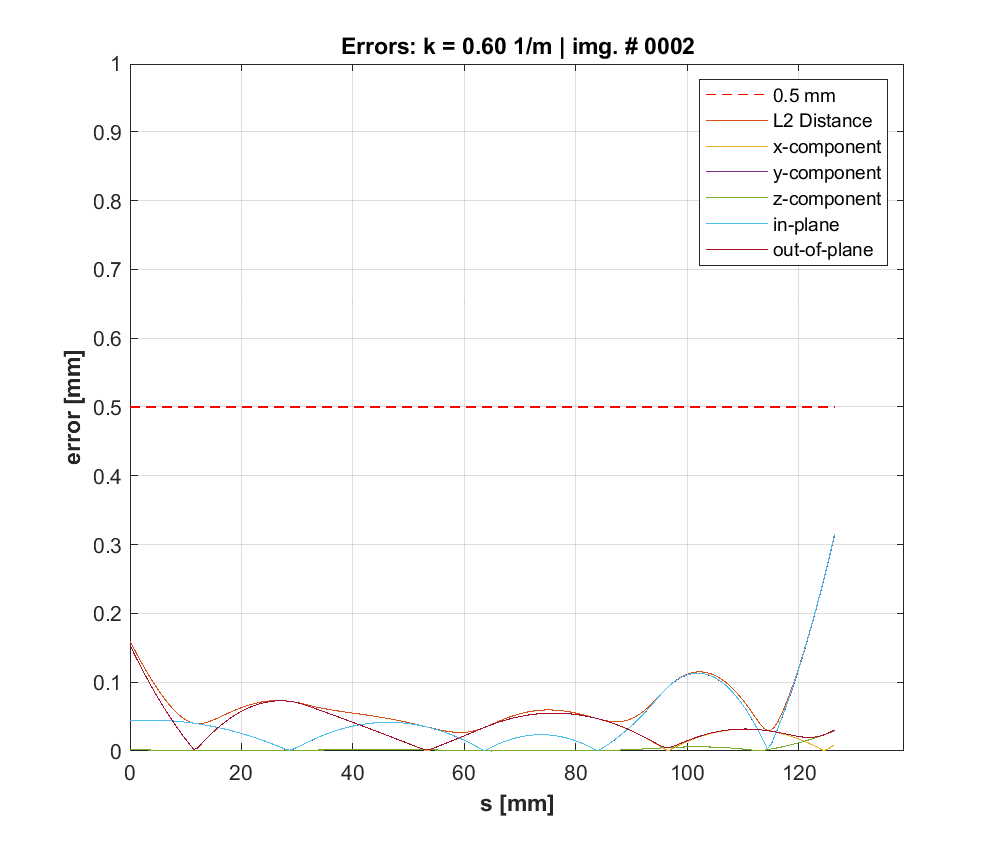 Errors: k = 0.60 1/m | img. # 0002
1
0.9
0.8
0.7
0.6
0.5
0.4
0.3
0.2
0.1
0
error [mm]
0.5 mm
L2 Distance
x-component
y-component
z-component
in-plane
out-of-plane
0 20 40 60 80 100 120
s [mm]